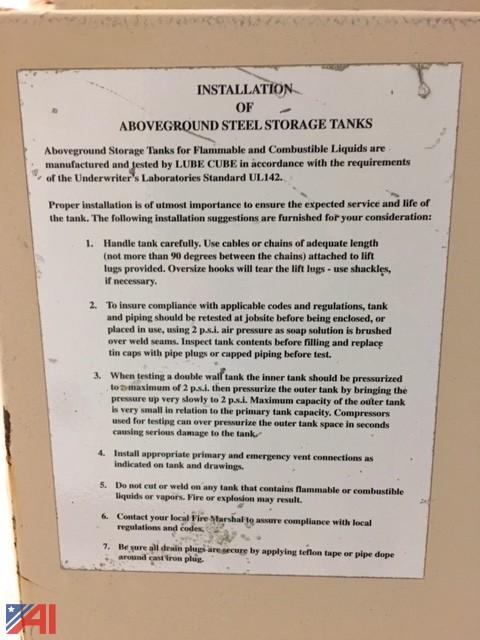 INSTALLATION
OF
ABOVEGROUND STEEL STORAGE TANKS
Aboveground Storage Tanks for Flammable and Combustible Liquids are
manufactured and tested by LUBE CUBE in accordance with the requirements
of the Underwriter's Laboratories Standard UL142.
Proper installation is of utmost importance to ensure the expected service and life of
the tank. The following installation suggestions are furnished for your consideration:
1. Handle tank carefully. Use cables or chains of adequate length
(not more than 90 degrees between the chains) attached to lift
lugs provided. Oversize hooks will tear the lift lugs - use shackles,
if necessary.
2. To insure compliance with applicable codes and regulations, tank
and piping should be retested at jobsite before being enclosed, or
placed in use, using 2 p.s.i. air pressure as soap solution is brushed
over weld seams. Inspect tank contents before filling and replace
tin caps with pipe plugs or capped piping before test.
3. When testing a double wall tank the inner tank should be pressurized
to a maximum of 2 p.s.i. then pressurize the outer tank by bringing the
pressure up very slowly to 2 p.s.i. Maximum capacity of the outer tank
is very small in relation to the primary tank capacity. Compressors
used for testing can over pressurize the outer tank space in seconds
causing serious damage to the tank.
4. Install appropriate primary and emergency vent connections as
indicated on tank and drawings.
5. Do not cut or weld on any tank that contains flammable or combustible
liquids or vapors. Fire or explosion may result.
6. Contact your local Fire Marshal to assure compliance with local
regulations and codes.
7. Be sure all drain plugs are secure by applying teflon tape or pipe dope
around cast iron plug.
AI